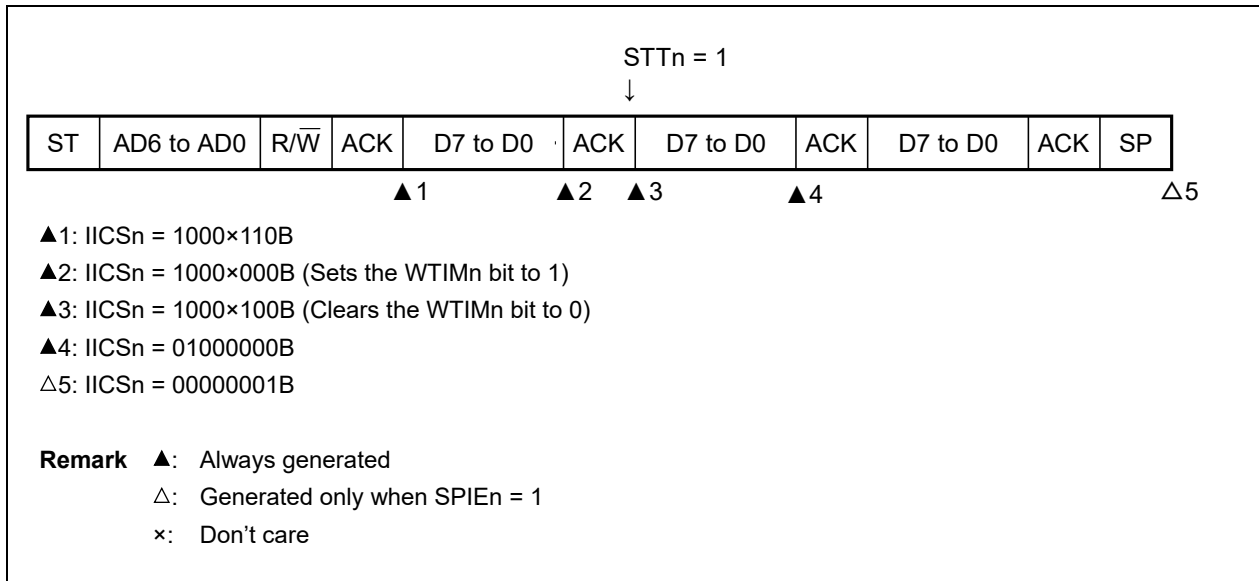 STTn = 1
↓
ST AD6 to AD0 R/W̅ ACK D7 to D0 ACK D7 to D0 ACK D7 to D0 ACK SP
▲1 ▲2 ▲3 ▲4 △5
▲1: IICSn = 1000×110B
▲2: IICSn = 1000×000B (Sets the WTIMn bit to 1)
▲3: IICSn = 1000×100B (Clears the WTIMn bit to 0)
▲4: IICSn = 01000000B
△5: IICSn = 00000001B
Remark ▲: Always generated
△: Generated only when SPIEn = 1
×: Don't care